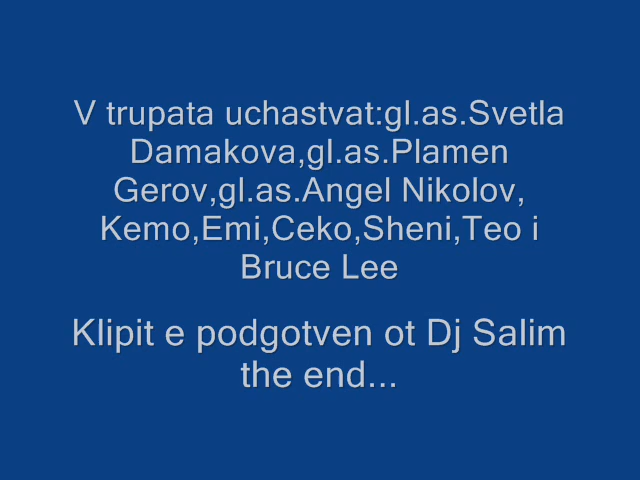 V trupata uchastvat:gl.as.Svetla
Damakova,gl.as.Plamen
Gerov,gl.as.Angel Nikolov,
Kemo,Emi,Ceko,Sheni,Teo i
Bruce Lee
Klipit e podgotven ot Dj Salim
the end...